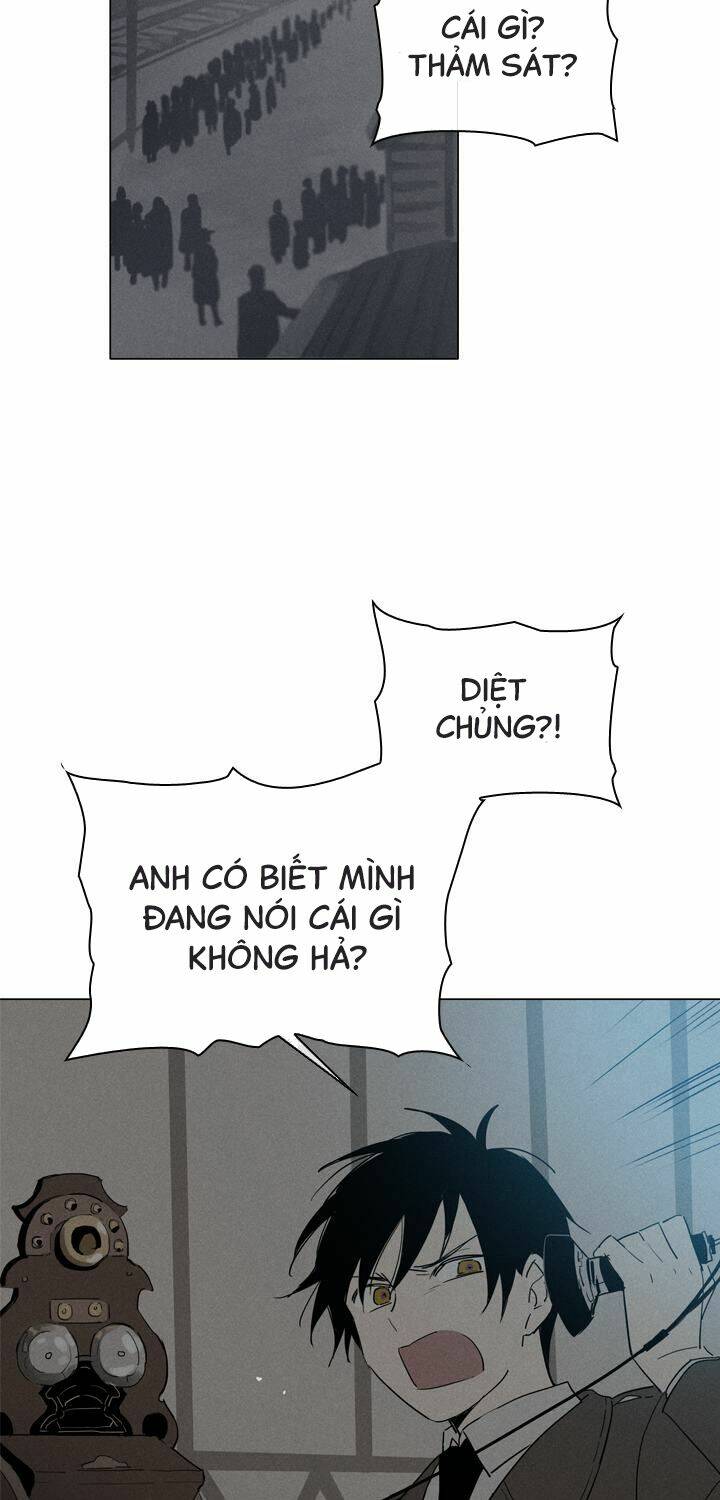 CÁI GÌ?
THẢM SÁT?
DIỆT
CHỦNG?!
ANH CÓ BIẾT MÌNH
ĐANG NÓI CÁI GÌ
KHÔNG HẢ?